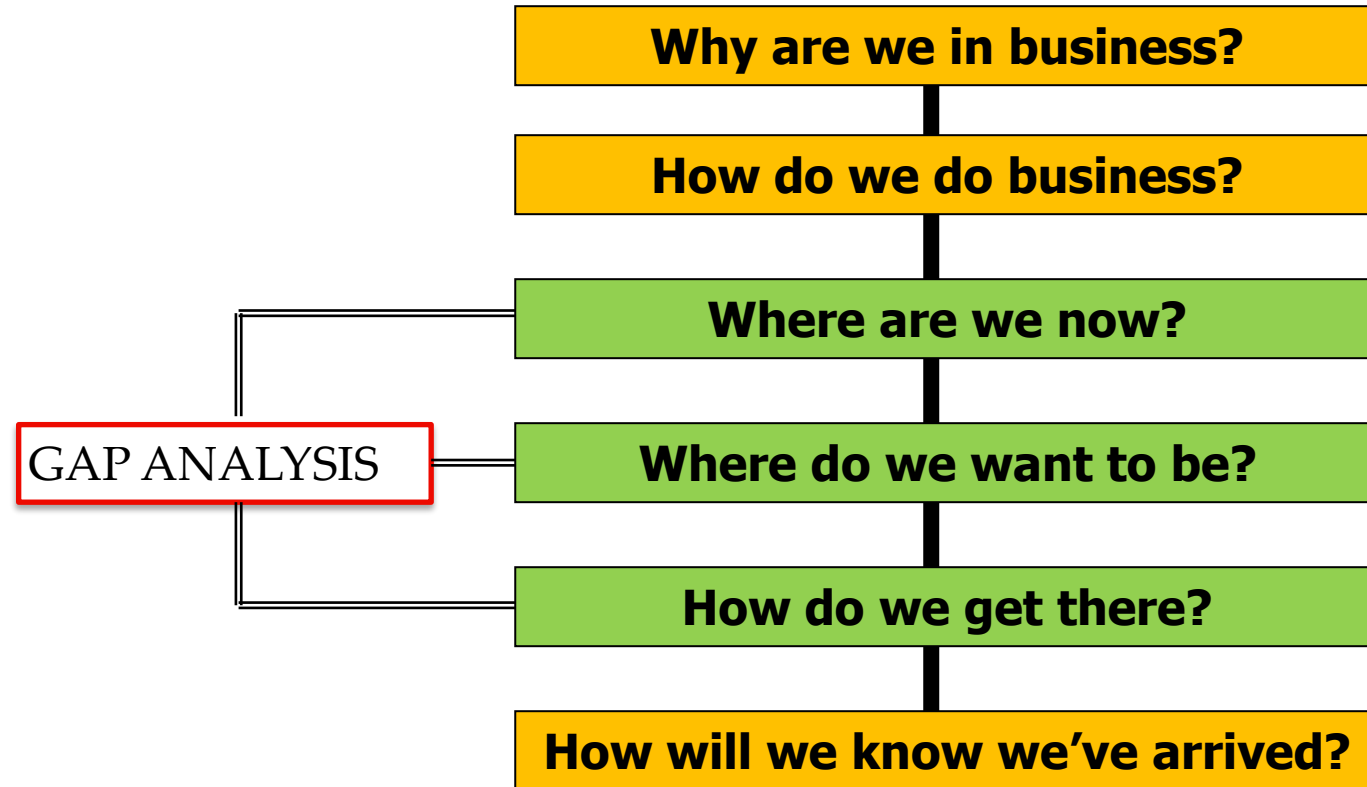 Why are we in business?
How do we do business?
Where are we now?
GAP ANALYSIS
Where do we want to be?
How do we get there?
How will we know we’ve arrived?